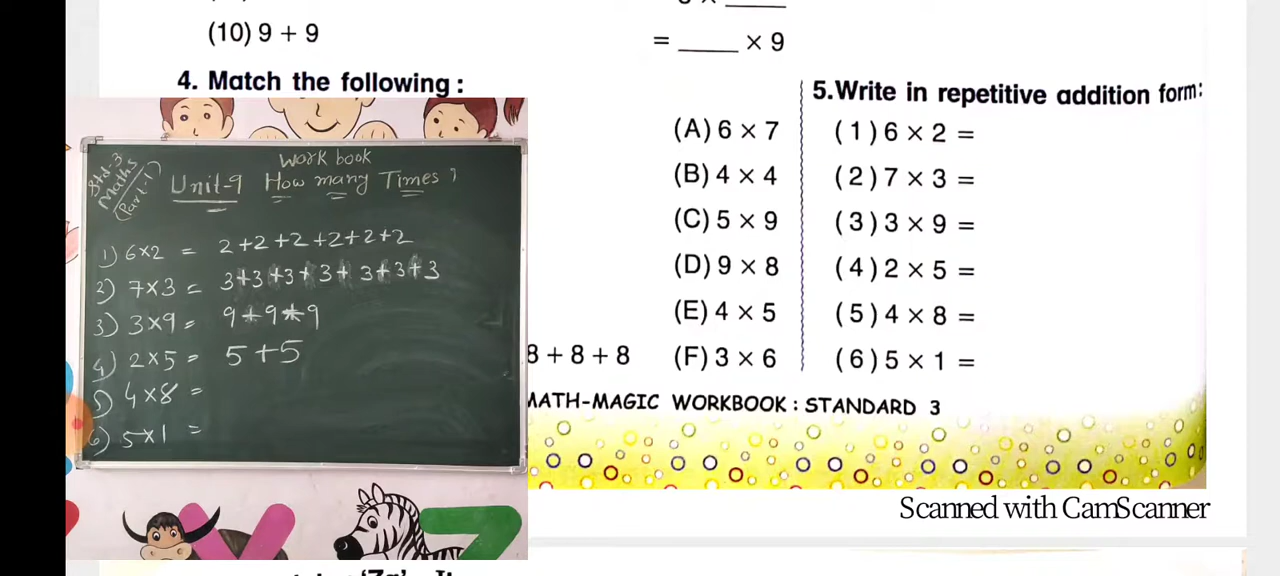 (10) 9 + 9
= ____ × 9
4. Match the following :
(A) 6 × 7
(B) 4 × 4
(C) 5 × 9
(D) 9 × 8
(E) 4 × 5
8 + 8 + 8 (F) 3 × 6
5.Write in repetitive addition form:
(1) 6 × 2 =
(2) 7 × 3 =
(3) 3 × 9 =
(4) 2 × 5 =
(5) 4 × 8 =
(6) 5 × 1 =
MATH-MAGIC WORKBOOK : STANDARD 3
Scanned with CamScanner
Std-3
Maths
(Part-1)
Work book
Unit-9 How many Times ?
1) 6×2 = 2+2+2+2+2+2
2) 7×3 = 3+3+3+3+3+3+3
3) 3×9 = 9+9+9
4) 2×5 = 5+5
5) 4×8 =
6) 5×1 =